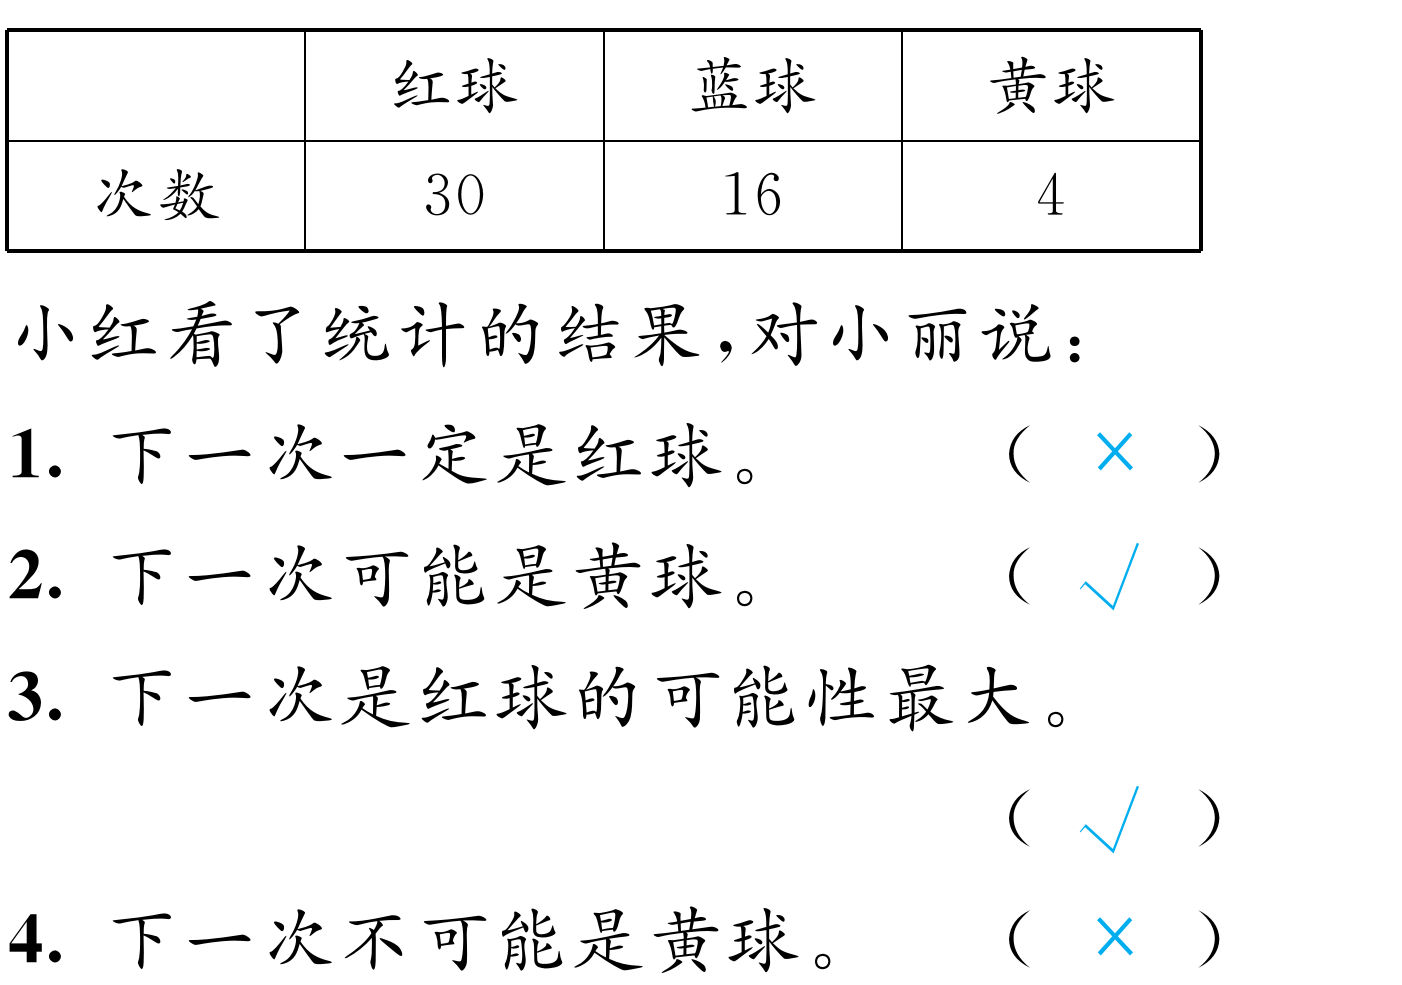 红球 蓝球 黄球
次数 30 16 4
小红看了统计的结果,对小丽说:
1. 下一次一定是红球。 ( × )
2. 下一次可能是黄球。 ( √ )
3. 下一次是红球的可能性最大。
( √ )
4. 下一次不可能是黄球。 ( × )